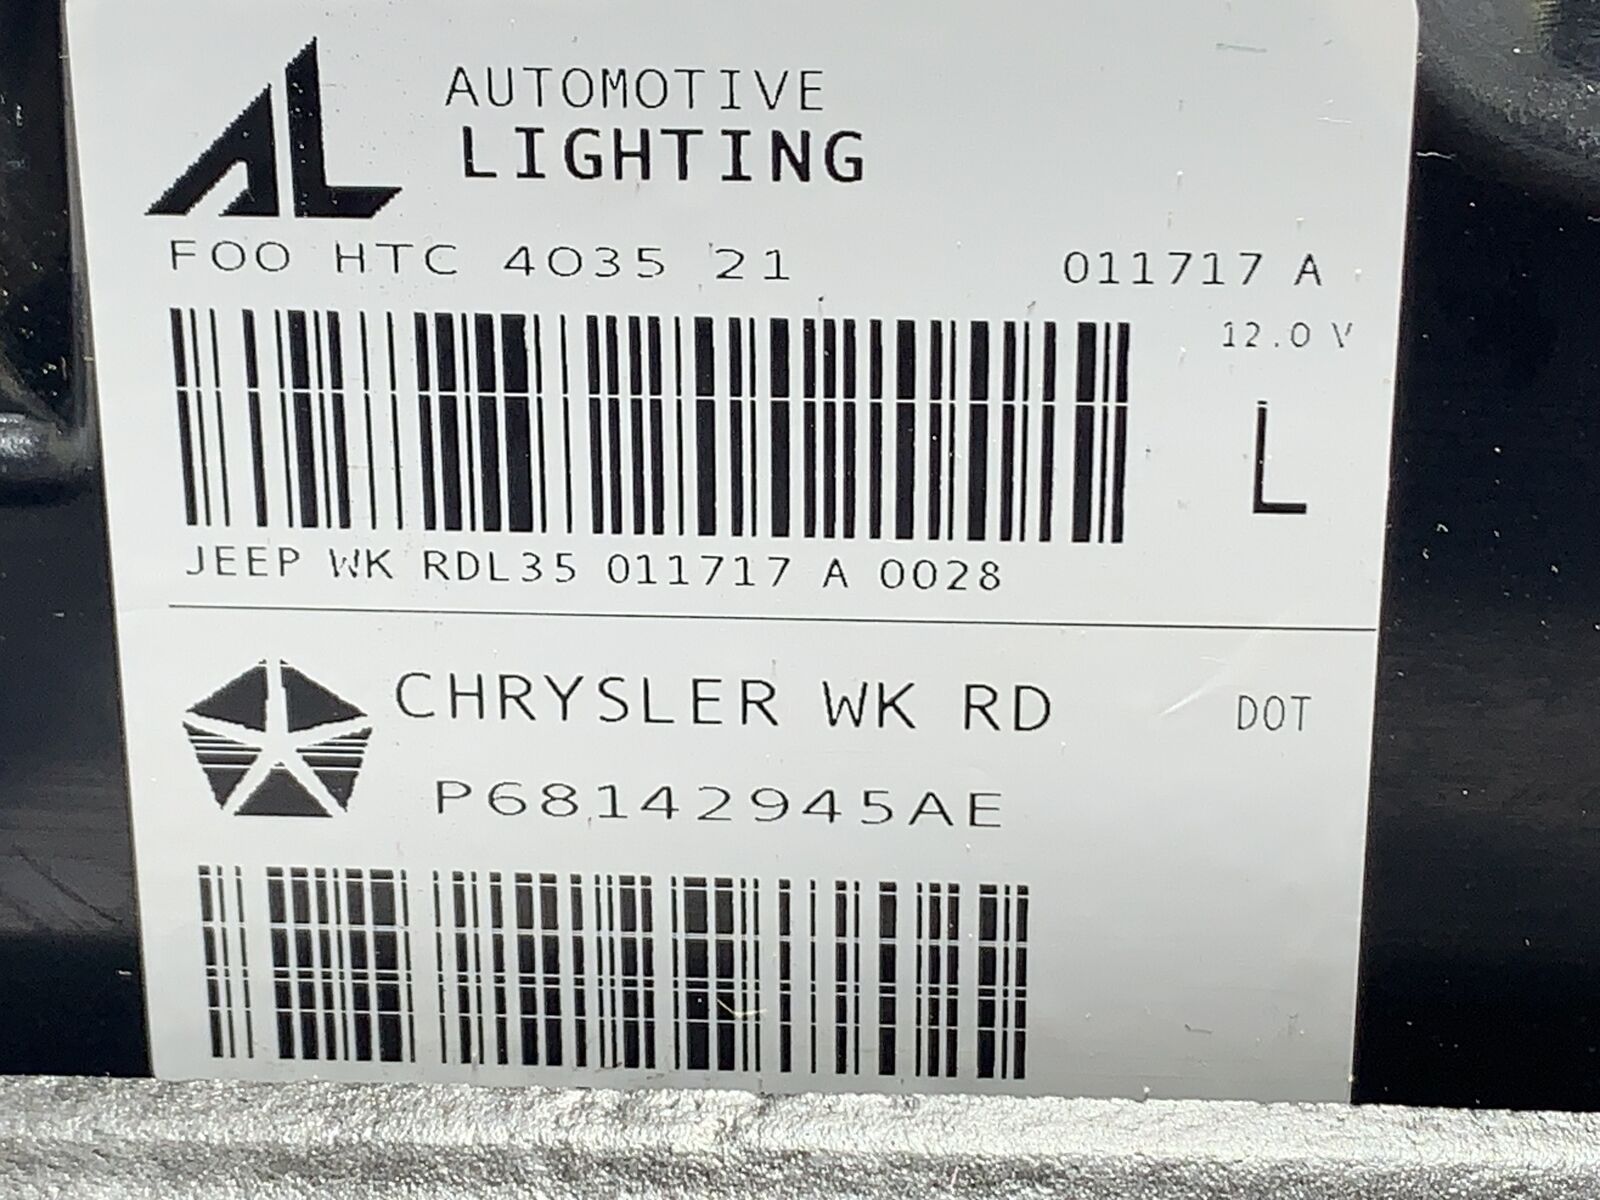 AL
AUTOMOTIVE
LIGHTING
FOO HTC 4035 21
011717 A
12.0 V
L
JEEP WK RDL35 011717 A 0028
CHRYSLER WK RD
DOT
P68142945AE